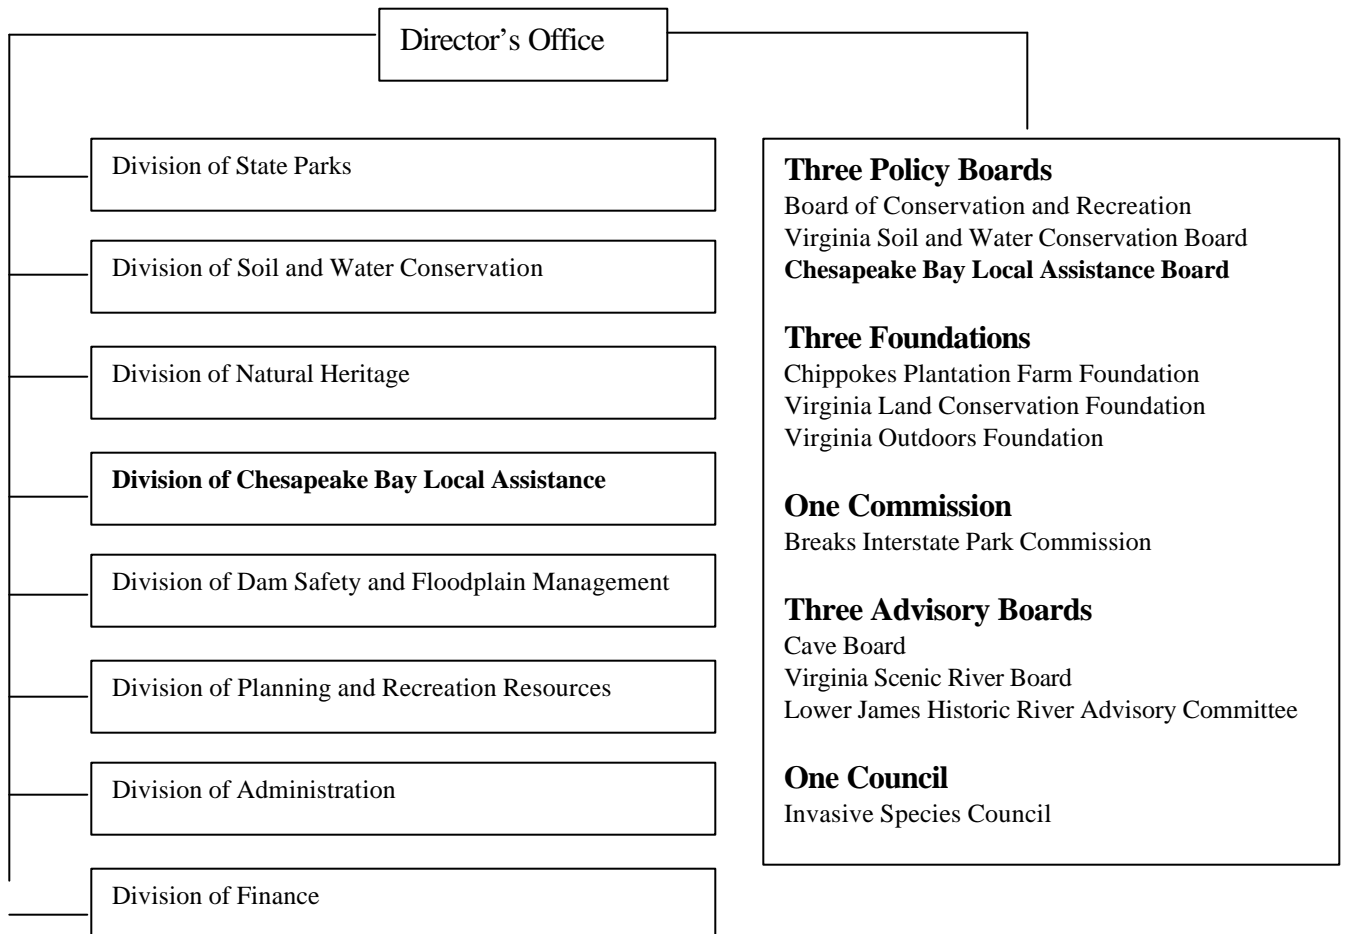 Director’s Office
Division of State Parks
Division of Soil and Water Conservation
Division of Natural Heritage
Division of Chesapeake Bay Local Assistance
Division of Dam Safety and Floodplain Management
Division of Planning and Recreation Resources
Division of Administration
Division of Finance
Three Policy Boards
Board of Conservation and Recreation
Virginia Soil and Water Conservation Board
Chesapeake Bay Local Assistance Board
Three Foundations
Chippokes Plantation Farm Foundation
Virginia Land Conservation Foundation
Virginia Outdoors Foundation
One Commission
Breaks Interstate Park Commission
Three Advisory Boards
Cave Board
Virginia Scenic River Board
Lower James Historic River Advisory Committee
One Council
Invasive Species Council